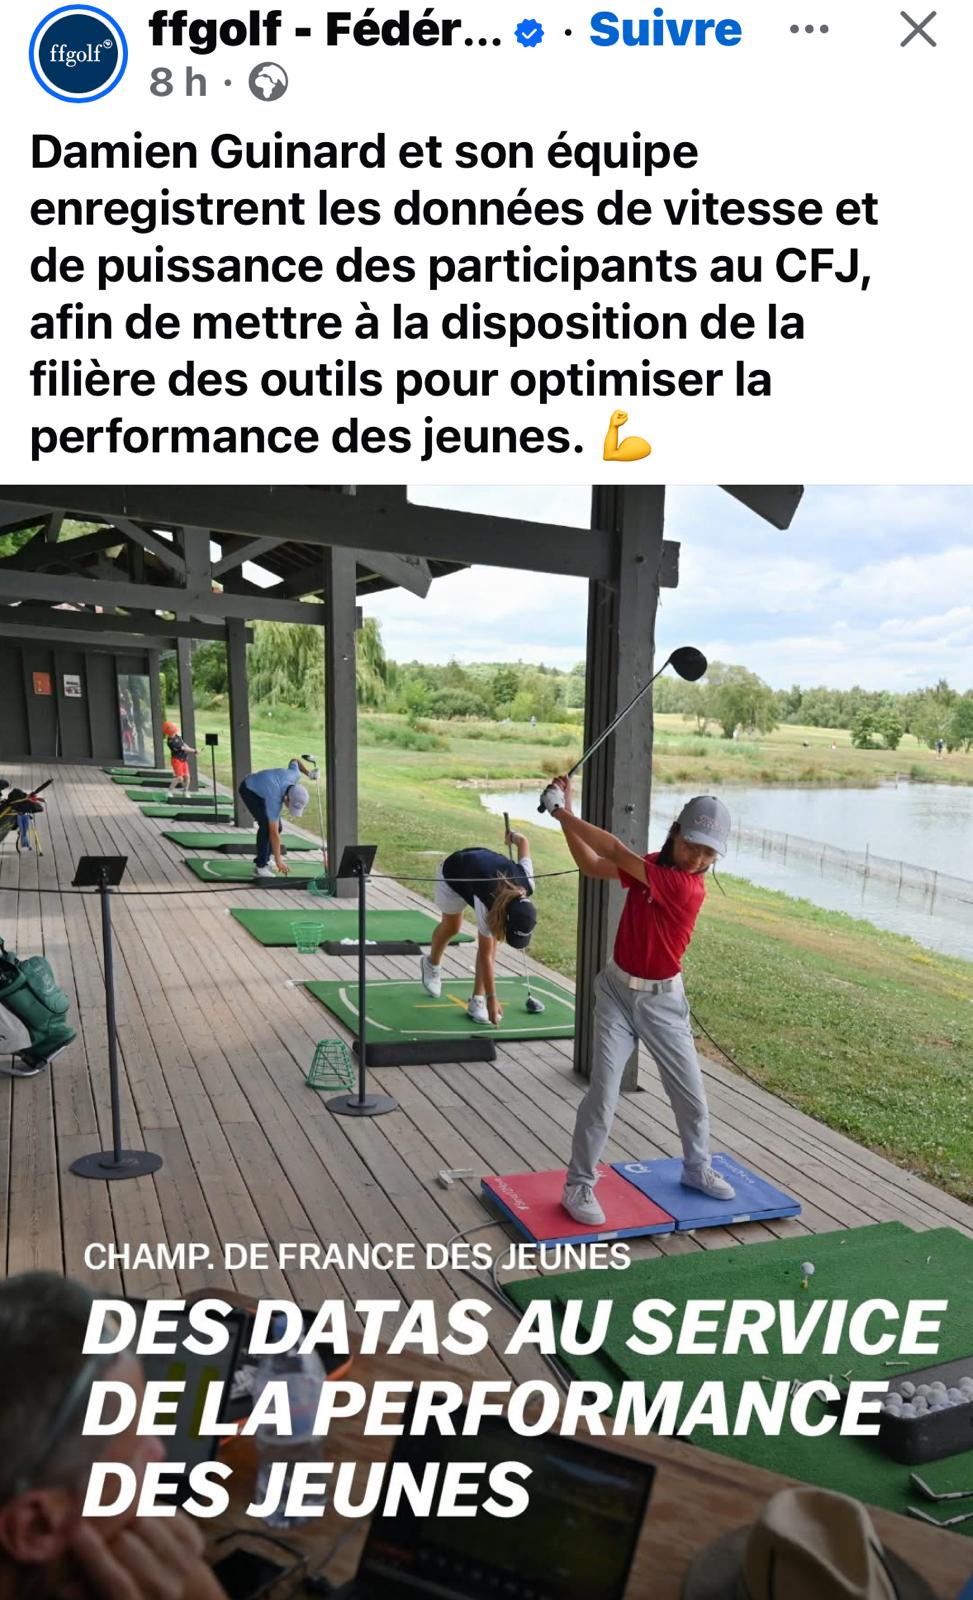 ffgolf - Fédér... · Suivre
ffgolf
8 h ·
Damien Guinard et son équipe
enregistrent les données de vitesse et
de puissance des participants au CFJ,
afin de mettre à la disposition de la
filière des outils pour optimiser la
performance des jeunes. 💪
CHAMP. DE FRANCE DES JEUNES
DES DATAS AU SERVICE
DE LA PERFORMANCE
DES JEUNES